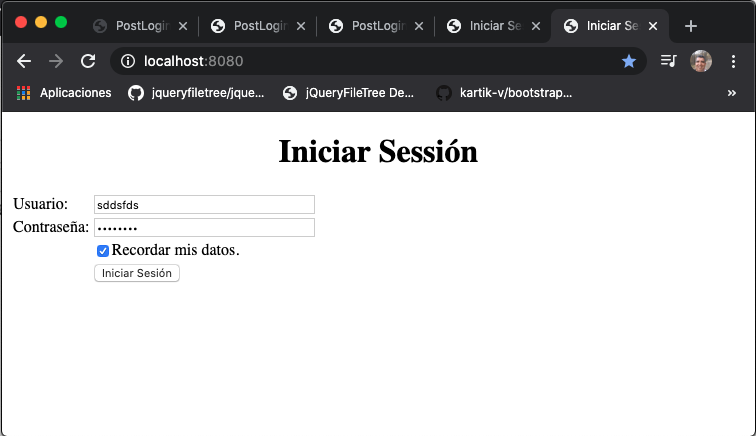 PostLogin PostLogin PostLogin Iniciar Se Iniciar Se
localhost:8080
Aplicaciones jqueryfiletree/jque... jQueryFileTree De... kartik-v/bootstrap...
Iniciar Sessión
Usuario: sddsfds
Contraseña: ••••••••
Recordar mis datos.
Iniciar Sesión